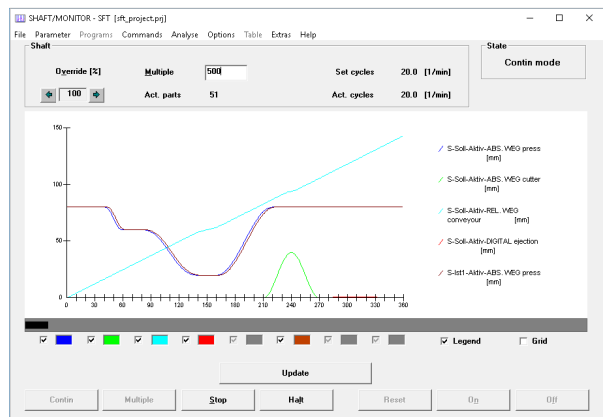 SHAFT/MONITOR - SFT [sft_project.prj]
File Parameter Programs Commands Analyse Options Table Extras Help
Shaft
State
Override [%]
Multiple
500
Set cycles 20.0 [1/min]
Contin mode
100
Act. parts 51
Act. cycles 20.0 [1/min]
150
100
50
0
0 30 60 90 120 150 180 210 240 270 300 330 360
S-Soll-Aktiv-ABS. WEG press
[mm]
S-Soll-Aktiv-ABS. WEG cutter
[mm]
S-Soll-Aktiv-REL. WEG
conveyour [mm]
S-Soll-Aktiv-DIGITAL ejection
[mm]
S-Ist1-Aktiv-ABS. WEG press
[mm]
Legend
Grid
Update
Contin Multiple Stop Halt Reset On Off